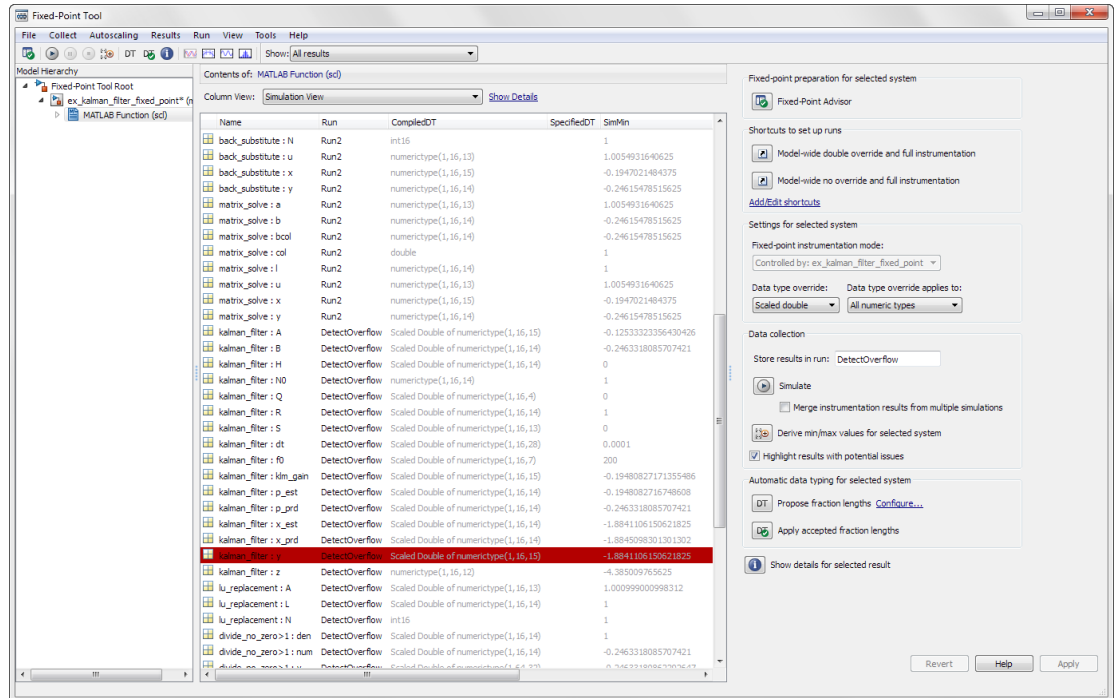 Fixed-Point Tool
File Collect Autoscaling Results Run View Tools Help
DT Show: All results
Model Hierarchy
Fixed-Point Tool Root
ex_kalman_filter_fixed_point* (n
MATLAB Function (scl)
Contents of: MATLAB Function (scl)
Column View: Simulation View Show Details
Name Run CompiledDT SpecifiedDT SimMin
back_substitute : N Run2 int16 1
back_substitute : u Run2 numerictype(1,16,13) 1.0054931640625
back_substitute : x Run2 numerictype(1,16,15) -0.1947021484375
back_substitute : y Run2 numerictype(1,16,14) -0.24615478515625
matrix_solve : a Run2 numerictype(1,16,13) 1.0054931640625
matrix_solve : b Run2 numerictype(1,16,14) -0.24615478515625
matrix_solve : bcol Run2 numerictype(1,16,14) -0.24615478515625
matrix_solve : col Run2 double 1
matrix_solve : l Run2 numerictype(1,16,14) 1
matrix_solve : u Run2 numerictype(1,16,13) 1.0054931640625
matrix_solve : x Run2 numerictype(1,16,15) -0.1947021484375
matrix_solve : y Run2 numerictype(1,16,14) -0.24615478515625
kalman_filter : A DetectOverflow Scaled Double of numerictype(1,16,15) -0.12533323356430426
kalman_filter : B DetectOverflow Scaled Double of numerictype(1,16,14) -0.2463318085707421
kalman_filter : H DetectOverflow Scaled Double of numerictype(1,16,14) 0
kalman_filter : N0 DetectOverflow numerictype(1,16,14) 1
kalman_filter : Q DetectOverflow Scaled Double of numerictype(1,16,4) 0
kalman_filter : R DetectOverflow Scaled Double of numerictype(1,16,14) 1
kalman_filter : S DetectOverflow Scaled Double of numerictype(1,16,13) 0
kalman_filter : dt DetectOverflow Scaled Double of numerictype(1,16,28) 0.0001
kalman_filter : f0 DetectOverflow Scaled Double of numerictype(1,16,7) 200
kalman_filter : klm_gain DetectOverflow Scaled Double of numerictype(1,16,15) -0.19480827171355486
kalman_filter : p_est DetectOverflow Scaled Double of numerictype(1,16,14) -0.1948082716748608
kalman_filter : p_prd DetectOverflow Scaled Double of numerictype(1,16,14) -0.2463318085707421
kalman_filter : x_est DetectOverflow Scaled Double of numerictype(1,16,14) -1.8841106150621825
kalman_filter : x_prd DetectOverflow Scaled Double of numerictype(1,16,14) -1.8845098301301302
kalman_filter : y DetectOverflow Scaled Double of numerictype(1,16,15) -1.8841106150621825
kalman_filter : z DetectOverflow numerictype(1,16,12) -4.385009765625
lu_replacement : A DetectOverflow Scaled Double of numerictype(1,16,13) 1.000999000998312
lu_replacement : L DetectOverflow Scaled Double of numerictype(1,16,14) 1
lu_replacement : N DetectOverflow int16 1
divide_no_zero>1 : den DetectOverflow Scaled Double of numerictype(1,16,14) 1
divide_no_zero>1 : num DetectOverflow Scaled Double of numerictype(1,16,14) -0.2463318085707421
Fixed-point preparation for selected system
Fixed-Point Advisor
Shortcuts to set up runs
Model-wide double override and full instrumentation
Model-wide no override and full instrumentation
Add/Edit shortcuts
Settings for selected system
Fixed-point instrumentation mode:
Controlled by: ex_kalman_filter_fixed_point
Data type override: Data type override applies to:
Scaled double All numeric types
Data collection
Store results in run: DetectOverflow
Simulate
Merge instrumentation results from multiple simulations
Derive min/max values for selected system
Highlight results with potential issues
Automatic data typing for selected system
DT Propose fraction lengths Configure...
DT Apply accepted fraction lengths
Show details for selected result
Revert Help Apply